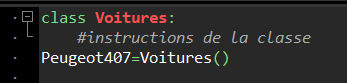 class Voitures:
#instructions de la classe
Peugeot407=Voitures()